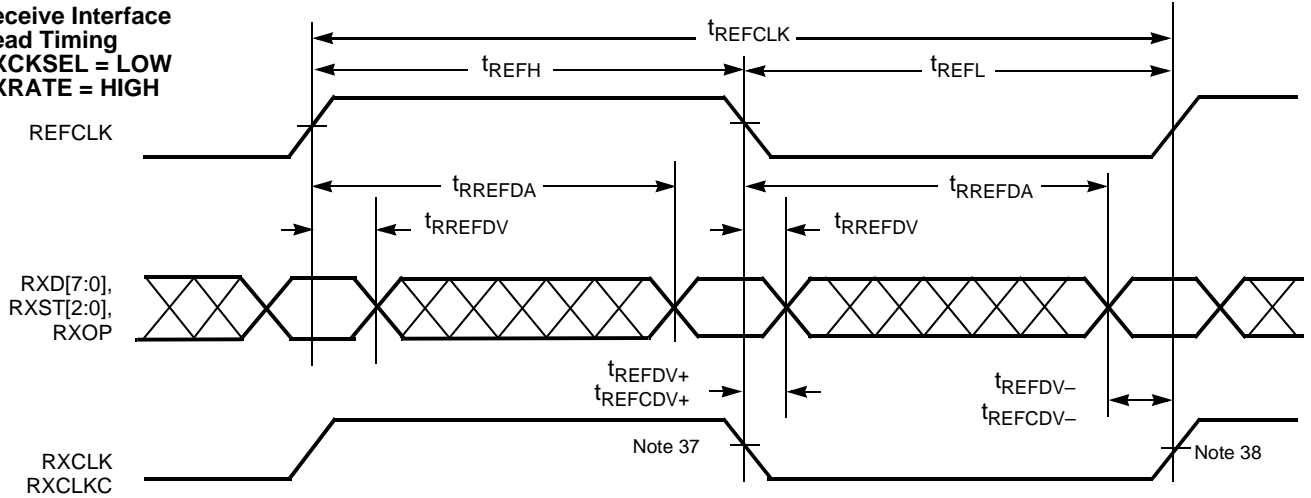 eceive Interface
ead Timing
XCKSEL = LOW
XRATE = HIGH
tREFCLK
tREFH
tREFL
REFCLK
tRREFDA
tRREFDA
tRREFDV
tRREFDV
RXD[7:0],
RXST[2:0],
RXOP
tREFDV+
tREFCDV+
tREFDV–
tREFCDV–
Note 37
Note 38
RXCLK
RXCLKC